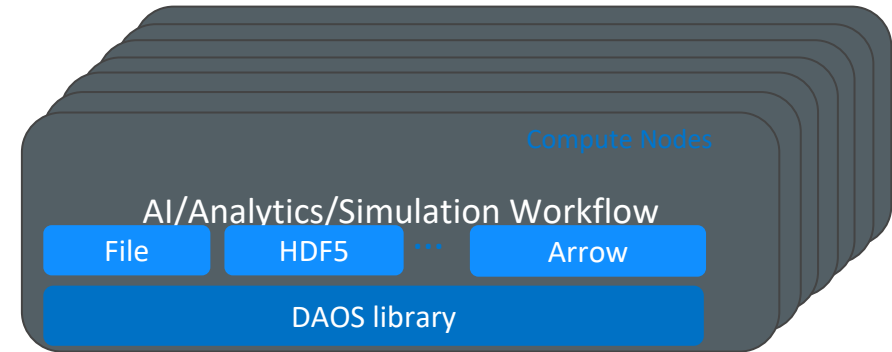 Compute Nodes
AI/Analytics/Simulation Workflow
File HDF5 ... Arrow
DAOS library